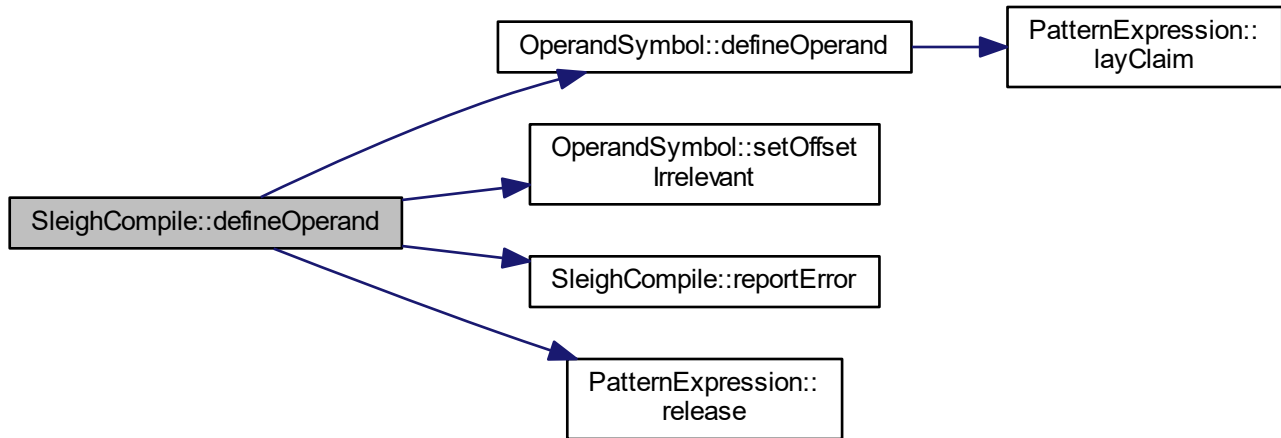 OperandSymbol::defineOperand
PatternExpression::
layClaim
OperandSymbol::setOffset
Irrelevant
SleighCompile::defineOperand
SleighCompile::reportError
PatternExpression::
release